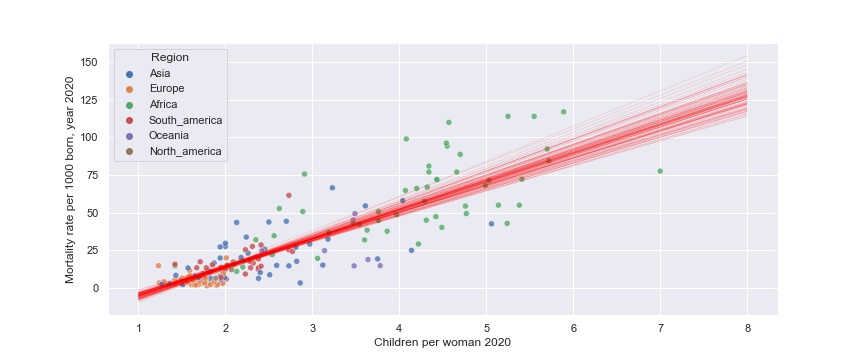 Region
Asia
Europe
Africa
South_america
Oceania
North_america
150
125
100
75
50
25
0
Mortality rate per 1000 born, year 2020
1 2 3 4 5 6 7 8
Children per woman 2020